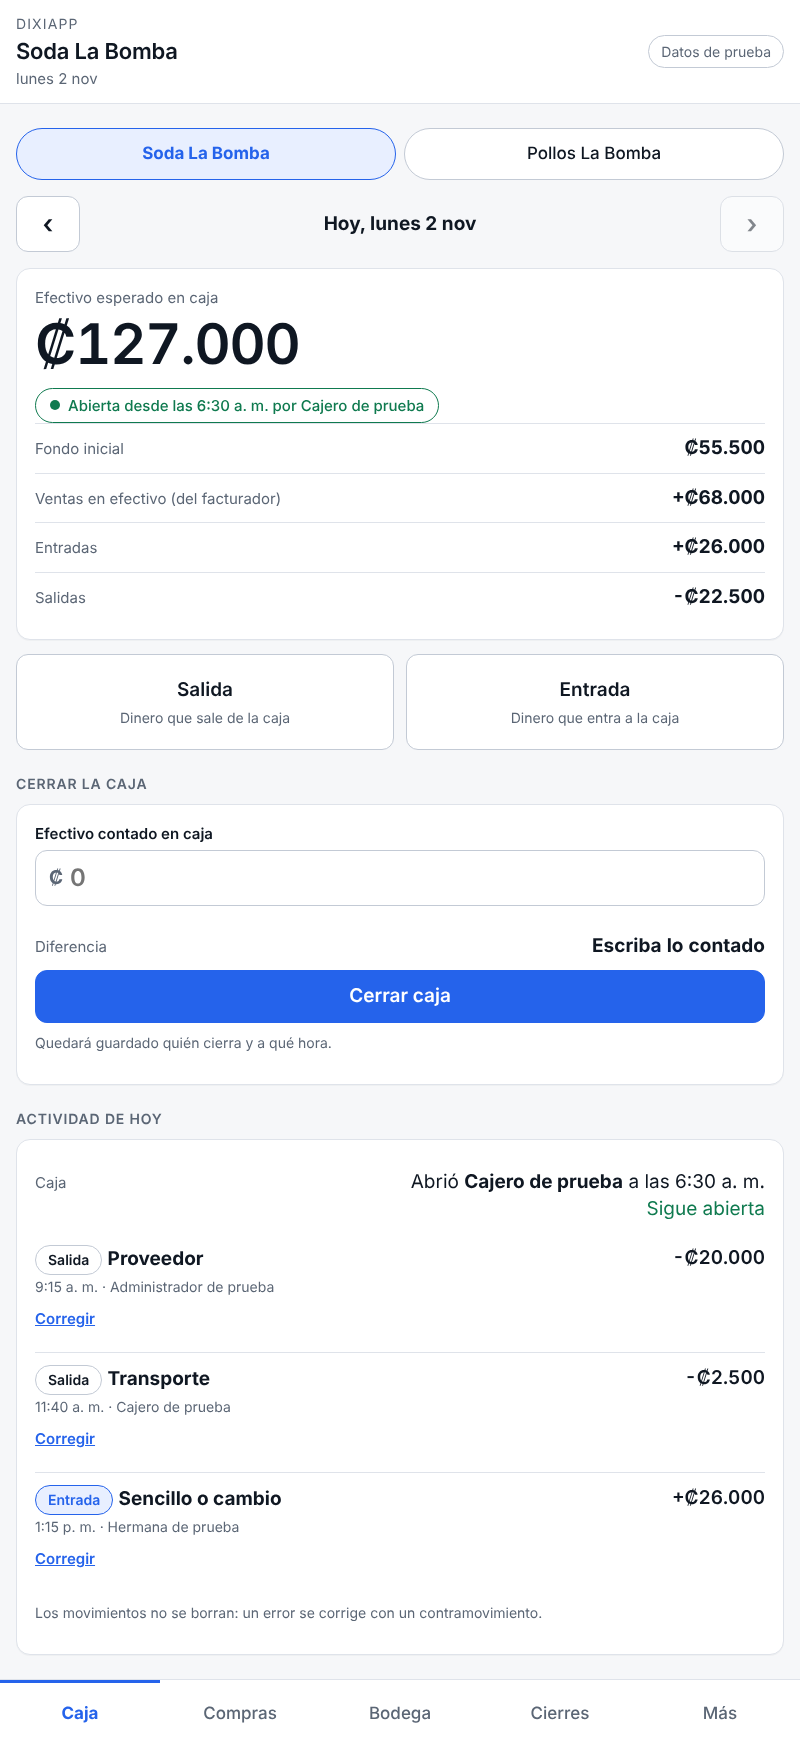 DIXIAPP
Soda La Bomba
lunes 2 nov
Datos de prueba
Soda La Bomba
Pollos La Bomba
‹
Hoy, lunes 2 nov
›
Efectivo esperado en caja
₡127.000
Abierta desde las 6:30 a. m. por Cajero de prueba
Fondo inicial ₡55.500
Ventas en efectivo (del facturador) +₡68.000
Entradas +₡26.000
Salidas -₡22.500
Salida
Dinero que sale de la caja
Entrada
Dinero que entra a la caja
CERRAR LA CAJA
Efectivo contado en caja
₡ 0
Diferencia Escriba lo contado
Cerrar caja
Quedará guardado quién cierra y a qué hora.
ACTIVIDAD DE HOY
Caja Abrió Cajero de prueba a las 6:30 a. m.
Sigue abierta
Salida Proveedor -₡20.000
9:15 a. m. · Administrador de prueba
Corregir
Salida Transporte -₡2.500
11:40 a. m. · Cajero de prueba
Corregir
Entrada Sencillo o cambio +₡26.000
1:15 p. m. · Hermana de prueba
Corregir
Los movimientos no se borran: un error se corrige con un contramovimiento.
Caja
Compras
Bodega
Cierres
Más